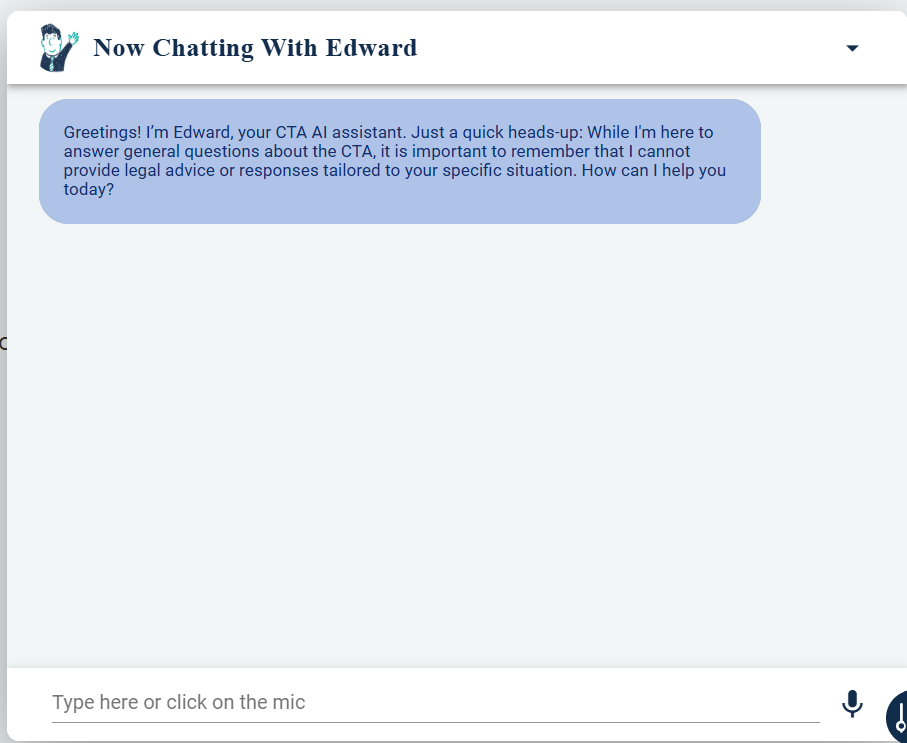 Now Chatting With Edward
Greetings! I’m Edward, your CTA AI assistant. Just a quick heads-up: While I'm here to
answer general questions about the CTA, it is important to remember that I cannot
provide legal advice or responses tailored to your specific situation. How can I help you
today?
Type here or click on the mic